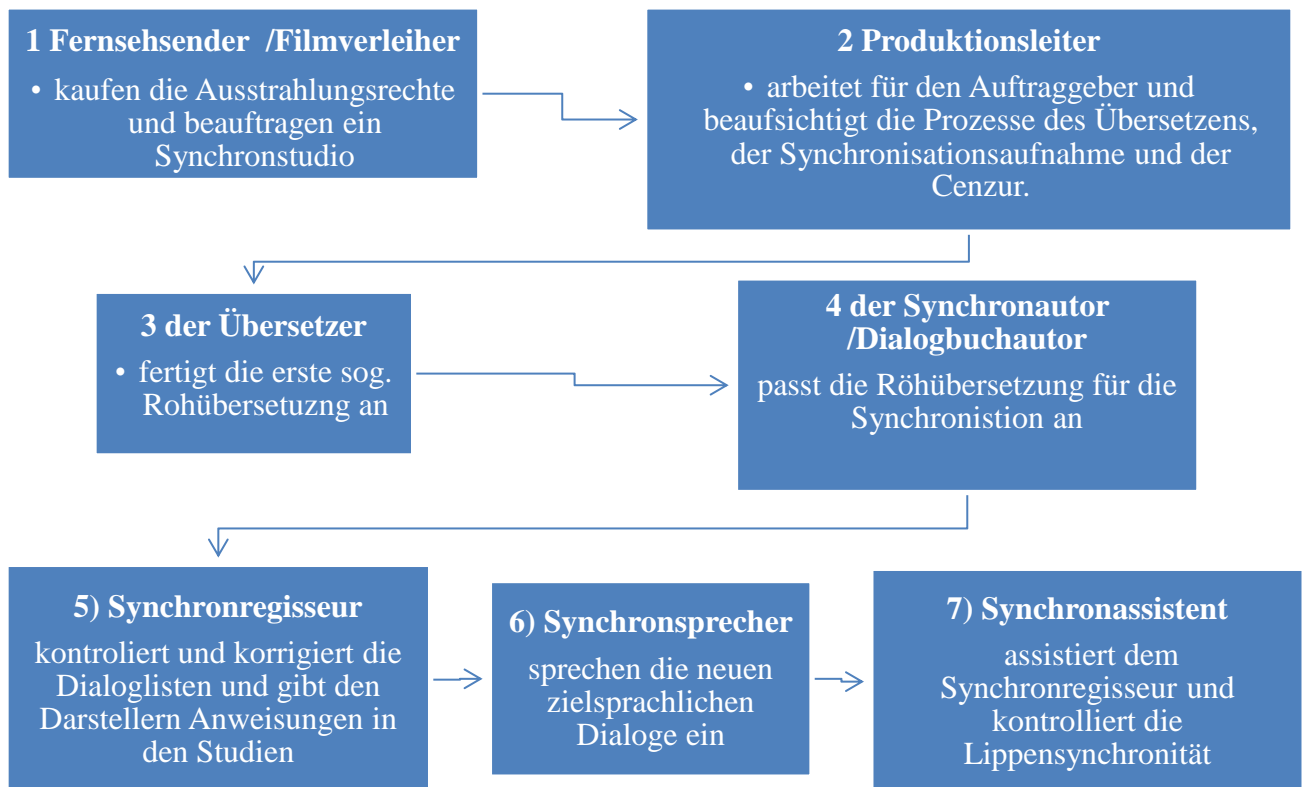 1 Fernsehsender /Filmverleiher
• kaufen die Ausstrahlungsrechte
und beauftragen ein
Synchronstudio
2 Produktionsleiter
• arbeitet für den Auftraggeber und
beaufsichtigt die Prozesse des Übersetzens,
der Synchronisationsaufnahme und der
Cenzur.
3 der Übersetzer
• fertigt die erste sog.
Rohübersetuzng an
4 der Synchronautor
/Dialogbuchautor
passt die Röhübersetzung für die
Synchronistion an
5) Synchronregisseur
kontroliert und korrigiert die
Dialoglisten und gibt den
Darstellern Anweisungen in
den Studien
6) Synchronsprecher
sprechen die neuen
zielsprachlichen
Dialoge ein
7) Synchronassistent
assistiert dem
Synchronregisseur und
kontrolliert die
Lippensynchronität